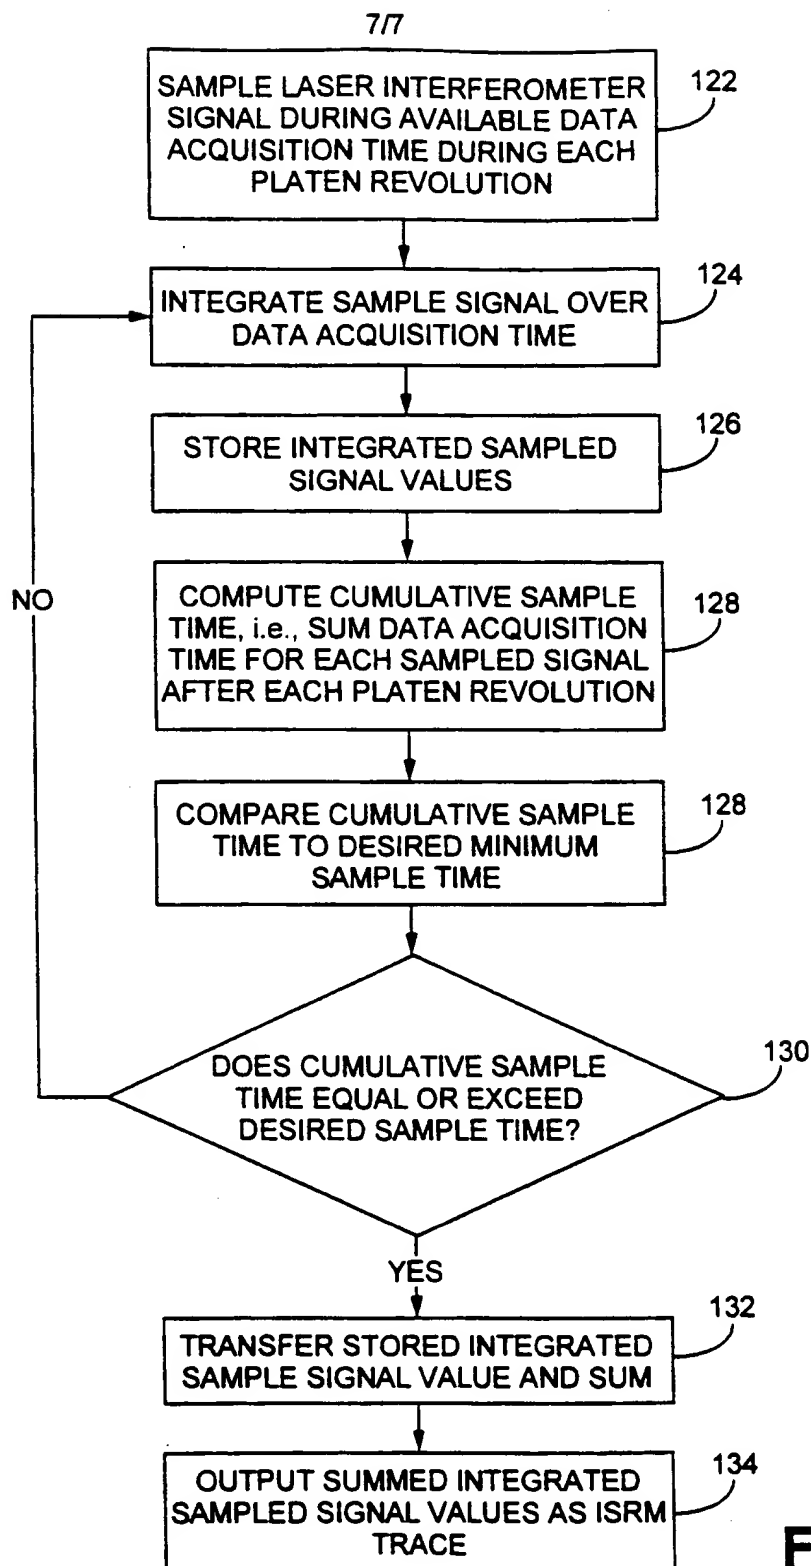 7/7
SAMPLE LASER INTERFEROMETER
SIGNAL DURING AVAILABLE DATA
ACQUISITION TIME DURING EACH
PLATEN REVOLUTION
122
INTEGRATE SAMPLE SIGNAL OVER
DATA ACQUISITION TIME
124
STORE INTEGRATED SAMPLED
SIGNAL VALUES
126
NO
COMPUTE CUMULATIVE SAMPLE
TIME, i.e., SUM DATA ACQUISITION
TIME FOR EACH SAMPLED SIGNAL
AFTER EACH PLATEN REVOLUTION
128
COMPARE CUMULATIVE SAMPLE
TIME TO DESIRED MINIMUM
SAMPLE TIME
128
DOES CUMULATIVE SAMPLE
TIME EQUAL OR EXCEED
DESIRED SAMPLE TIME?
130
YES
TRANSFER STORED INTEGRATED
SAMPLE SIGNAL VALUE AND SUM
132
OUTPUT SUMMED INTEGRATED
SAMPLED SIGNAL VALUES AS ISRM
TRACE
134